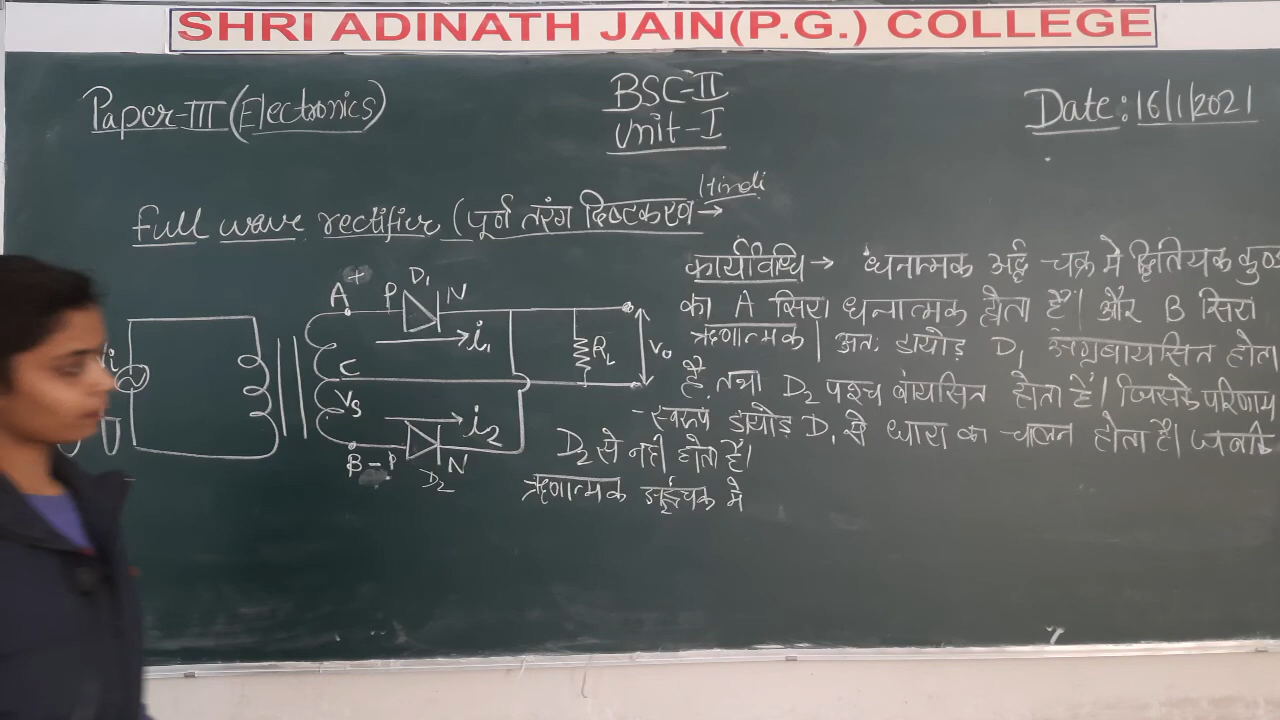 SHRI ADINATH JAIN(P.G.) COLLEGE
Paper-III (Electronics)
BSC-II
Unit-I
Date: 16/1/2021
Full wave rectifier (पूर्ण तरंग दिष्टकरण →
Hindi
A + P D₁ N
i₁
C
Vs
i₂
B - P D₂ N
RL
Vo
Vi
कार्यविधि → धनात्मक अर्द्ध चक्र मे द्वितियक कुण्ड
का A सिरा धनात्मक होता हैं। और B सिरा
ऋणात्मक | अतः डायोड़ D₁ अग्रबायसित होता
है, तथा D₂ पश्च बायसित होता हैं। जिसके परिणाम
-स्वरूप डायोड़ D₁ से धारा का चालन होता है। जबकि
D₂ से नही होता हैं।
ऋणात्मक अर्द्धचक्र मे